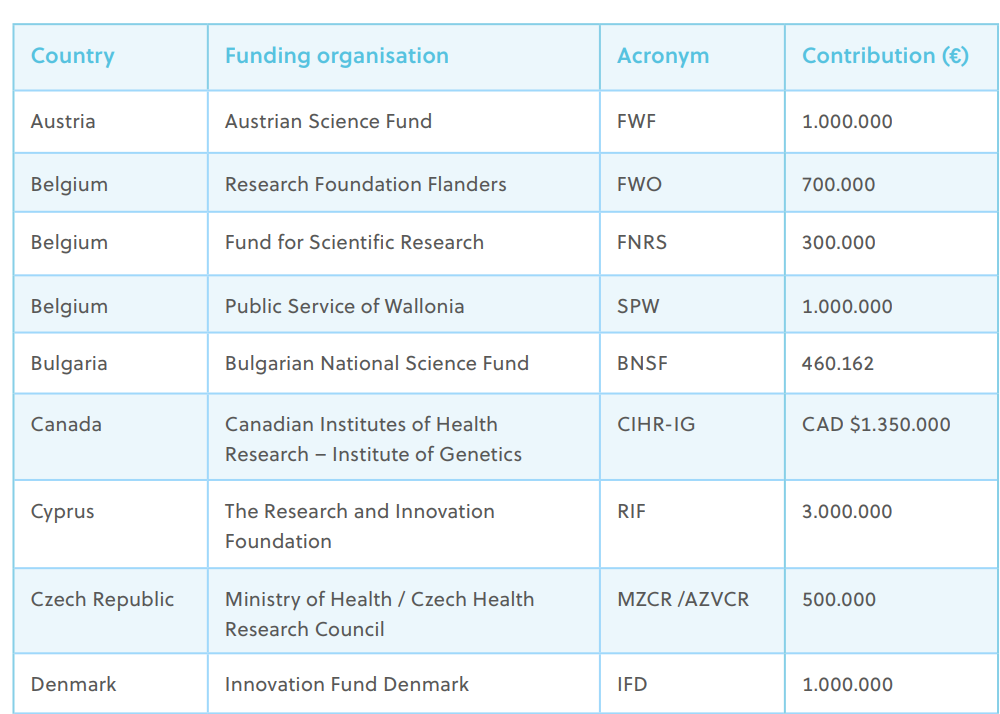 Country Funding organisation Acronym Contribution (€)
Austria Austrian Science Fund FWF 1.000.000
Belgium Research Foundation Flanders FWO 700.000
Belgium Fund for Scientific Research FNRS 300.000
Belgium Public Service of Wallonia SPW 1.000.000
Bulgaria Bulgarian National Science Fund BNSF 460.162
Canada Canadian Institutes of Health CIHR-IG CAD $1.350.000
Research – Institute of Genetics
Cyprus The Research and Innovation RIF 3.000.000
Foundation
Czech Republic Ministry of Health / Czech Health MZCR /AZVCR 500.000
Research Council
Denmark Innovation Fund Denmark IFD 1.000.000